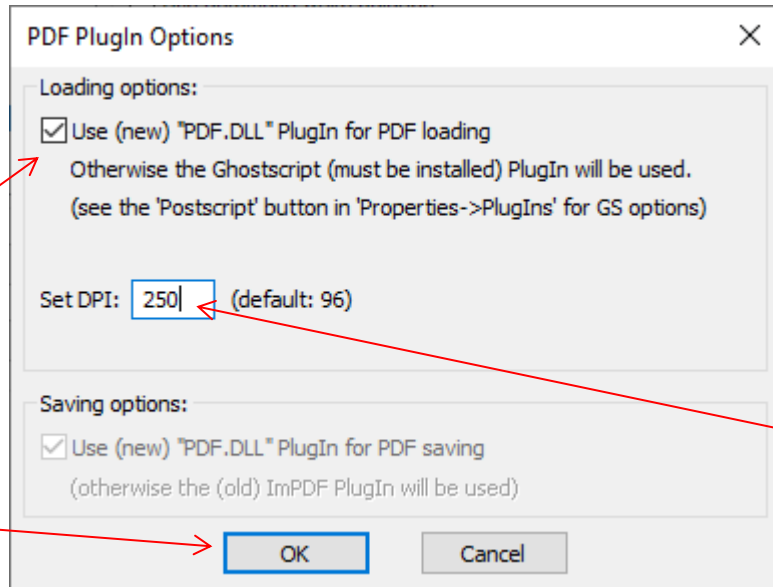 PDF PlugIn Options
Loading options:
Use (new) "PDF.DLL" PlugIn for PDF loading
Otherwise the Ghostscript (must be installed) PlugIn will be used.
(see the 'Postscript' button in 'Properties->PlugIns' for GS options)
Set DPI: 250 (default: 96)
Saving options:
Use (new) "PDF.DLL" PlugIn for PDF saving
(otherwise the (old) ImPDF PlugIn will be used)
OK Cancel